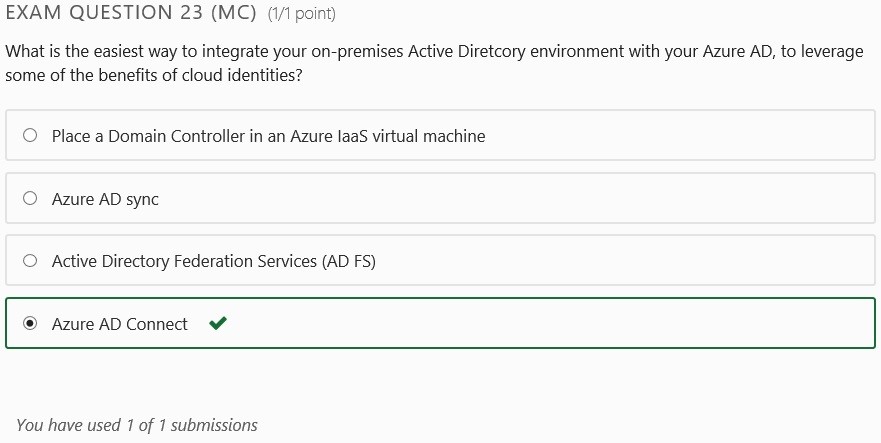 EXAM QUESTION 23 (MC) (1/1 point)
What is the easiest way to integrate your on-premises Active Diretcory environment with your Azure AD, to leverage
some of the benefits of cloud identities?
Place a Domain Controller in an Azure IaaS virtual machine
Azure AD sync
Active Directory Federation Services (AD FS)
Azure AD Connect
You have used 1 of 1 submissions